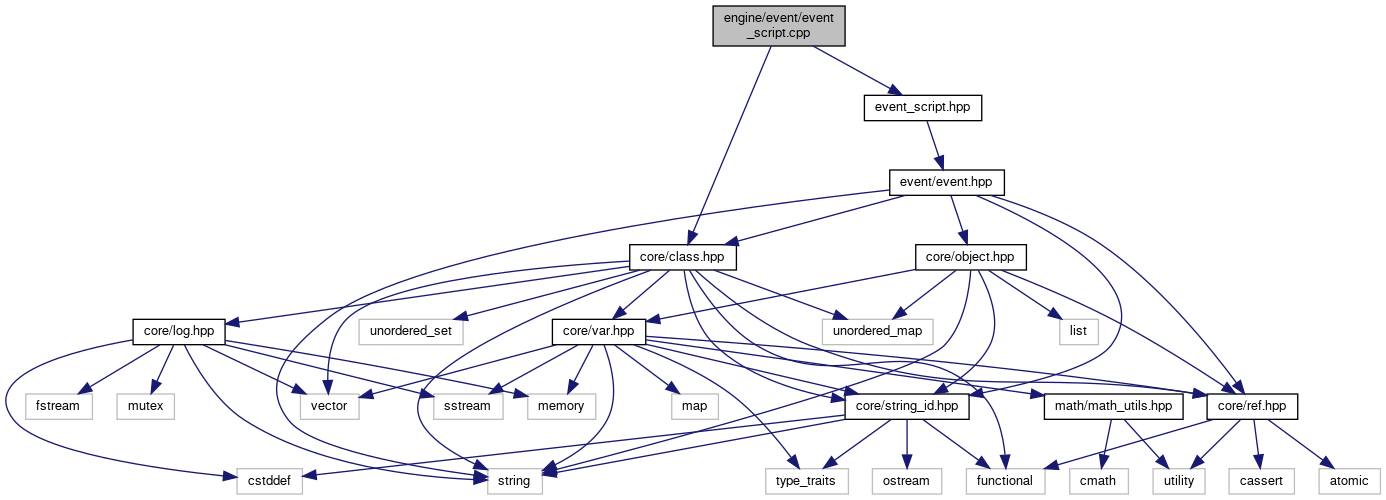 engine/event/event
_script.cpp
event_script.hpp
event/event.hpp
core/class.hpp
core/object.hpp
core/log.hpp
unordered_set
core/var.hpp
unordered_map
list
fstream
mutex
vector
sstream
memory
map
core/string_id.hpp
math/math_utils.hpp
core/ref.hpp
cstddef
string
type_traits
ostream
functional
cmath
utility
cassert
atomic